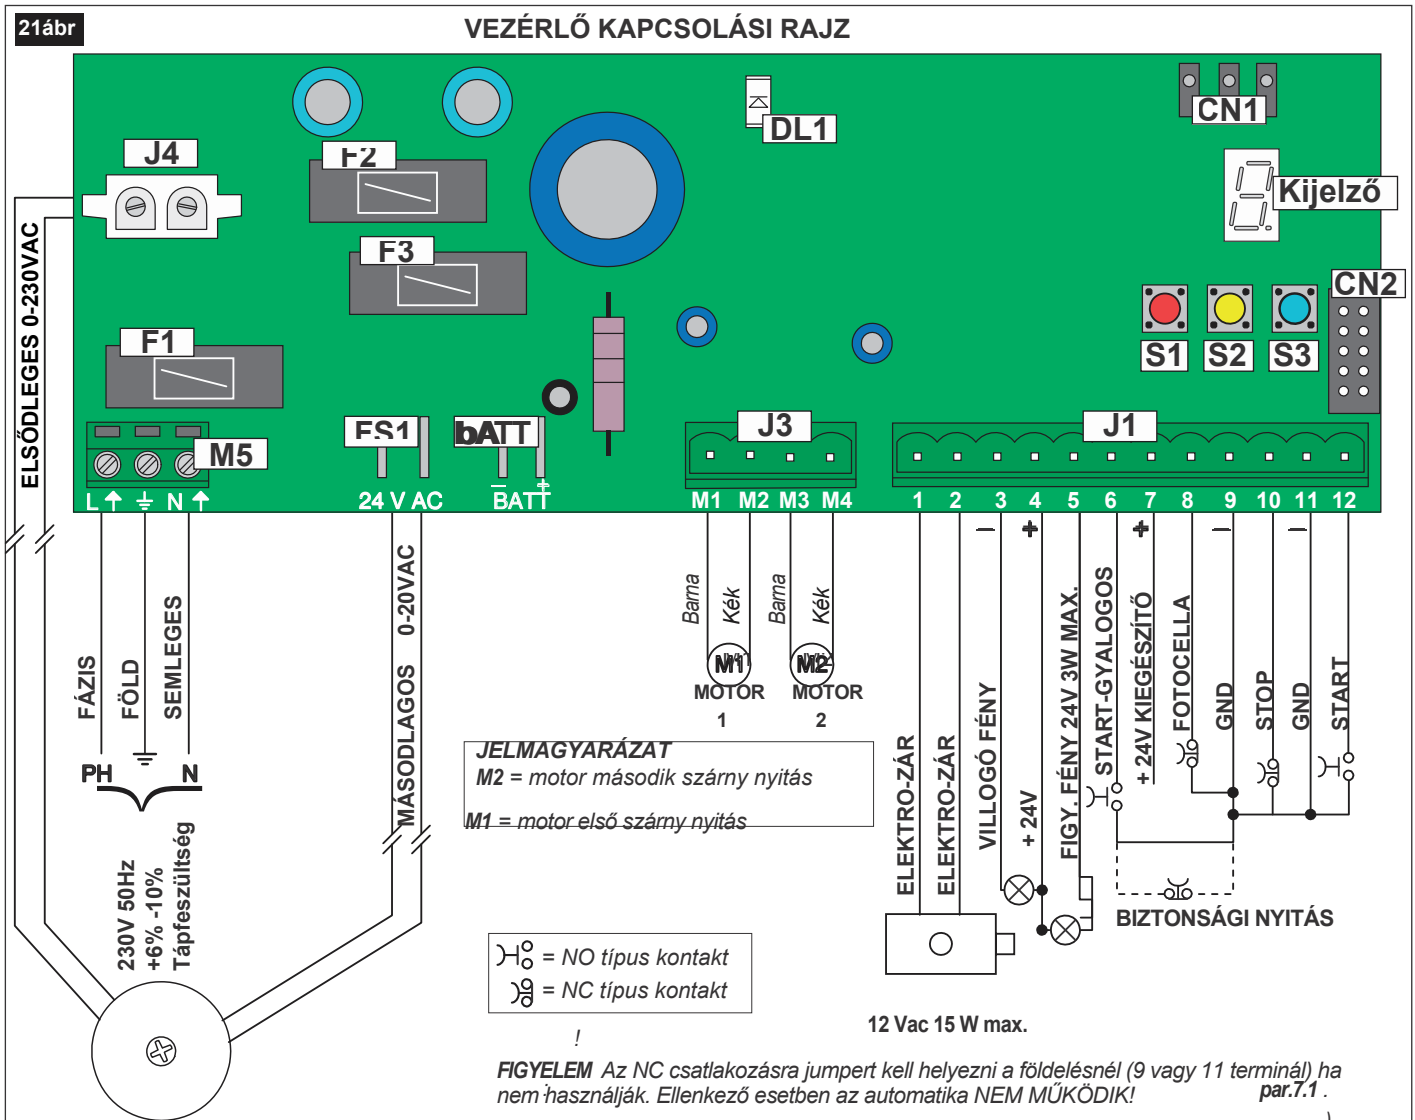 21ábr
VEZÉRLŐ KAPCSOLÁSI RAJZ
J4
F2
DL1
CN1
Kijelző
F3
CN2
F1
S1 S2 S3
M5
FS1
bATT
J3
J1
L N
24 V AC
BATT
M1 M2 M3 M4
1 2 3 4 5 6 7 8 9 10 11 12
ELSŐDLEGES 0-230VAC
FÁZIS
FÖLD
SEMLEGES
PH N
230V 50Hz
+6% -10%
Tápfeszültség
MÁSODLAGOS 0-20VAC
Barna
Kék
Barna
Kék
M1
M2
MOTOR
1
MOTOR
2
ELEKTRO-ZÁR
ELEKTRO-ZÁR
VILLOGÓ FÉNY
+ 24V
FIGY. FÉNY 24V 3W MAX.
START-GYALOGOS
+ 24V KIEGÉSZÍTŐ
FOTOCELLA
GND
STOP
GND
START
BIZTONSÁGI NYITÁS
JELMAGYARÁZAT
M2 = motor második szárny nyitás
M1 = motor első szárny nyitás
= NO típus kontakt
= NC típus kontakt
12 Vac 15 W max.
!
FIGYELEM Az NC csatlakozásra jumpert kell helyezni a földelésnél (9 vagy 11 terminál) ha
nem használják. Ellenkező esetben az automatika NEM MŰKÖDIK!
par.7.1 .
)